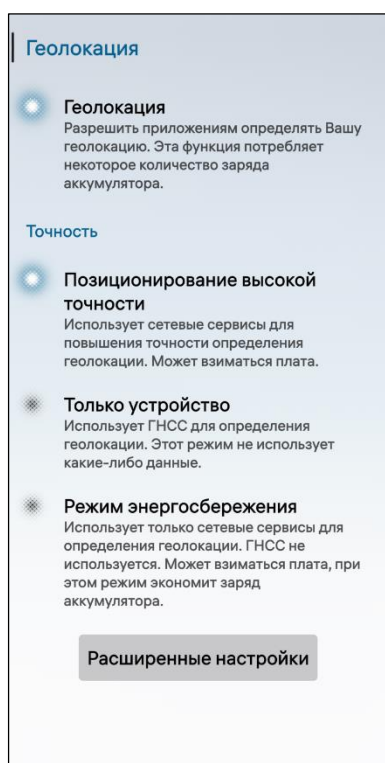 Геолокация
Геолокация
Разрешить приложениям определять Вашу
геолокацию. Эта функция потребляет
некоторое количество заряда
аккумулятора.
Точность
Позиционирование высокой
точности
Использует сетевые сервисы для
повышения точности определения
геолокации. Может взиматься плата.
Только устройство
Использует ГНСС для определения
геолокации. Этот режим не использует
какие-либо данные.
Режим энергосбережения
Использует только сетевые сервисы для
определения геолокации. ГНСС не
используется. Может взиматься плата, при
этом режим экономит заряд
аккумулятора.
Расширенные настройки